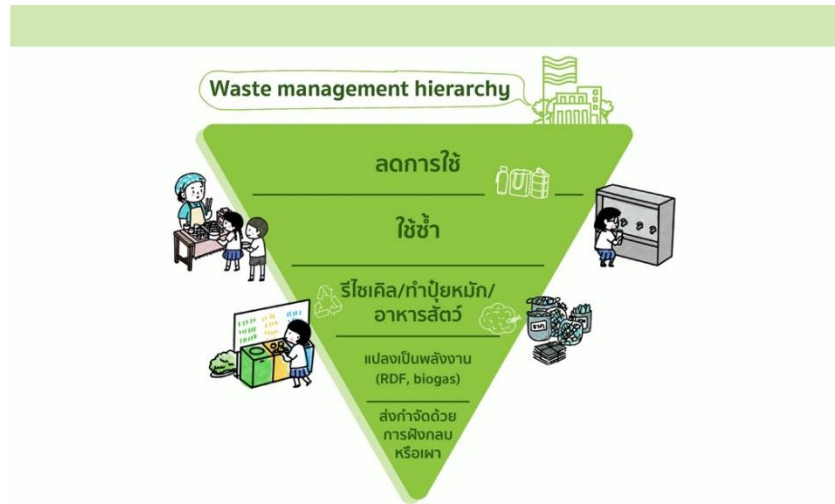 Waste management hierarchy
ลดการใช้
ใช้ซ้ำ
รีไซเคิล/ทำปุ๋ยหมัก/
อาหารสัตว์
แปลงเป็นพลังงาน
(RDF, biogas)
ส่งกำจัดด้วย
การฝังกลบ
หรือเผา